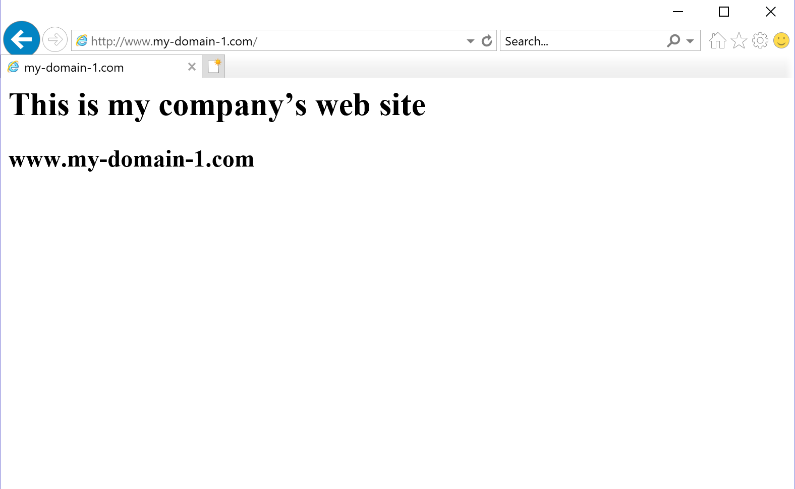 http://www.my-domain-1.com/
Search...
my-domain-1.com
This is my company’s web site
www.my-domain-1.com